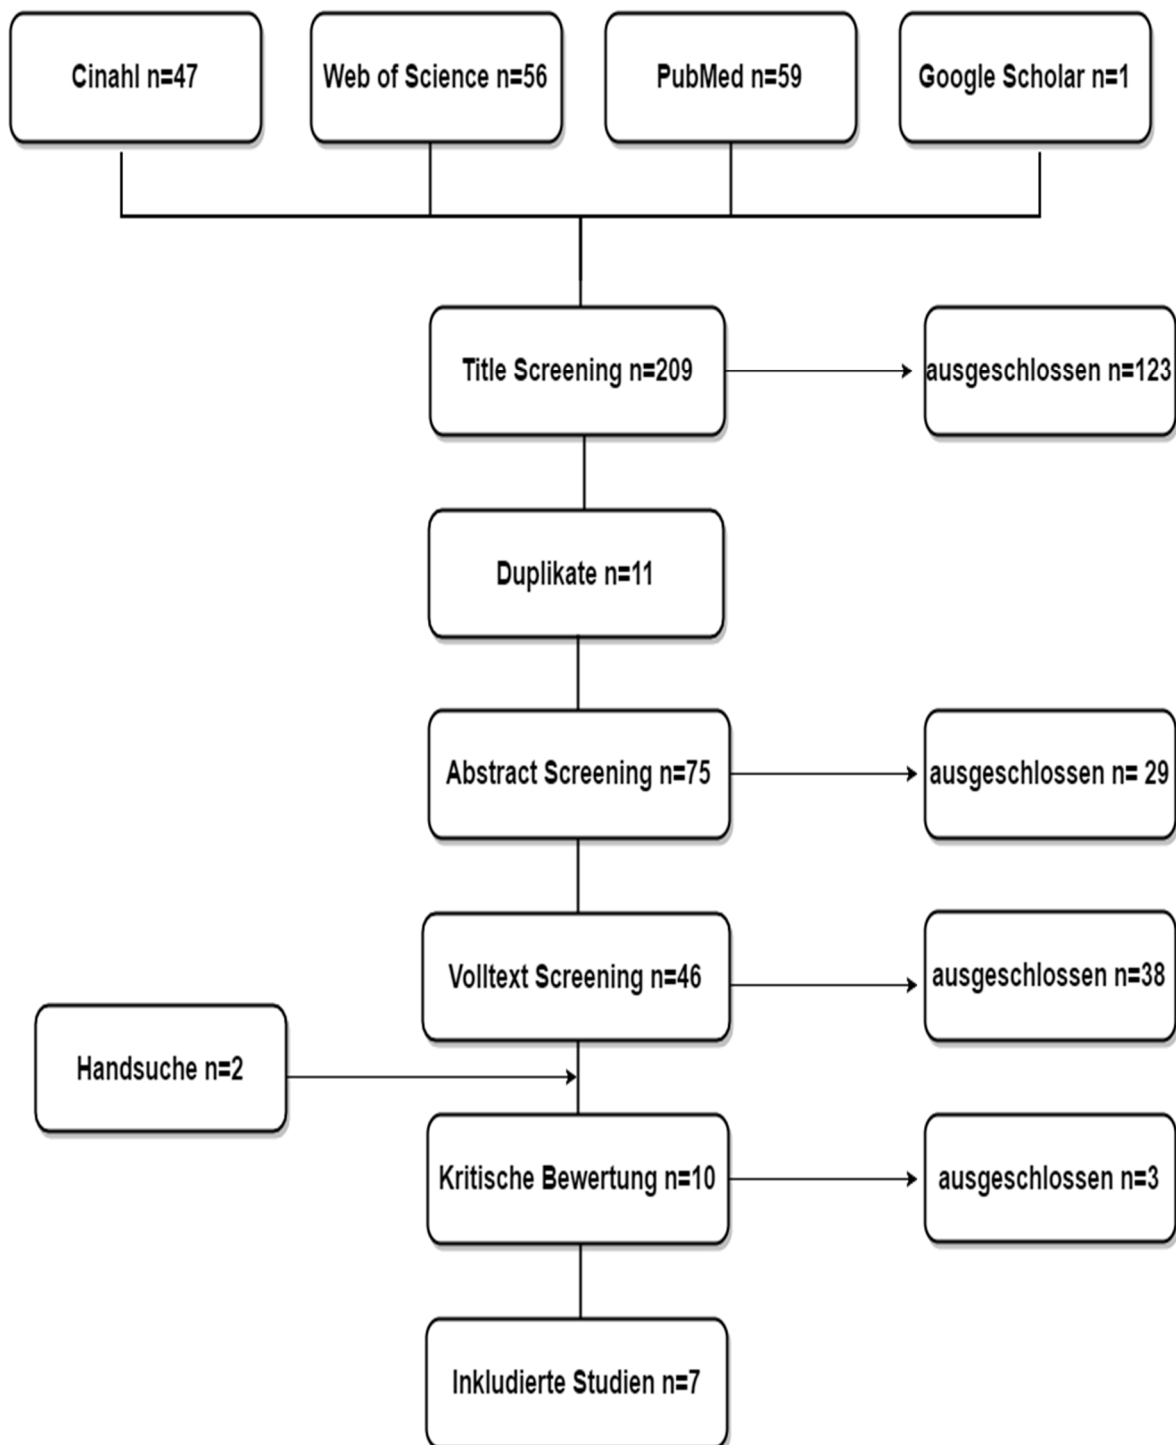 Cinahl n=47
Web of Science n=56
PubMed n=59
Google Scholar n=1
Title Screening n=209
ausgeschlossen n=123
Duplikate n=11
Abstract Screening n=75
ausgeschlossen n= 29
Volltext Screening n=46
ausgeschlossen n=38
Handsuche n=2
Kritische Bewertung n=10
ausgeschlossen n=3
Inkludierte Studien n=7